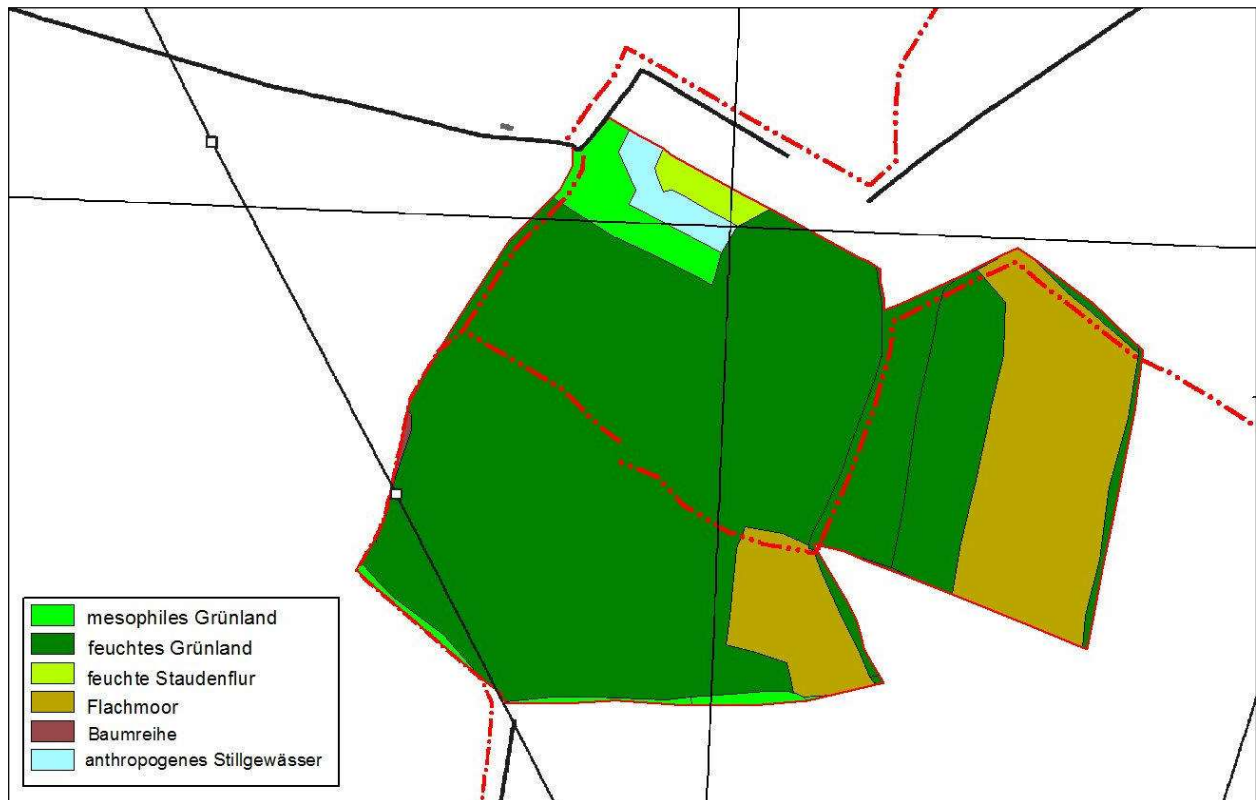 mesophiles Grünland
feuchtes Grünland
feuchte Staudenflur
Flachmoor
Baumreihe
anthropogenes Stillgewässer